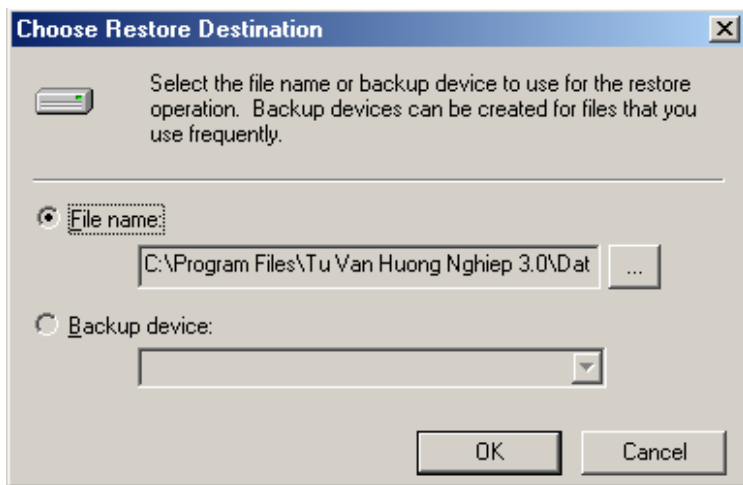 Choose Restore Destination
Select the file name or backup device to use for the restore
operation. Backup devices can be created for files that you
use frequently.
File name:
C:\Program Files\Tu Van Huong Nghiep 3.0\Dat
...
Backup device:
OK Cancel